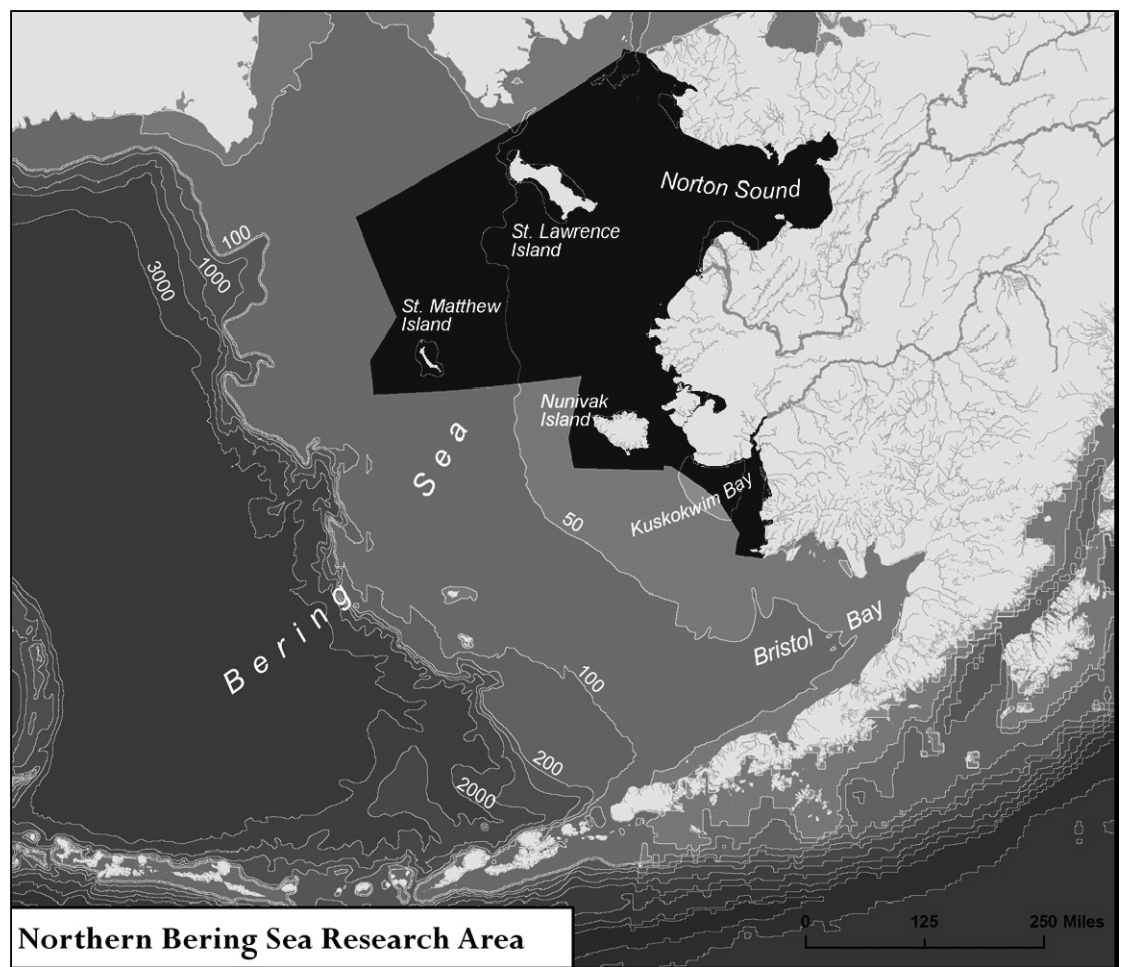 Norton Sound
St. Lawrence
Island
100
1000
3000
St. Matthew
Island
Nunivak
Island
Sea
50
Kuskokwim Bay
Bering
Bristol Bay
100
200
2000
0 125 250 Miles
Northern Bering Sea Research Area